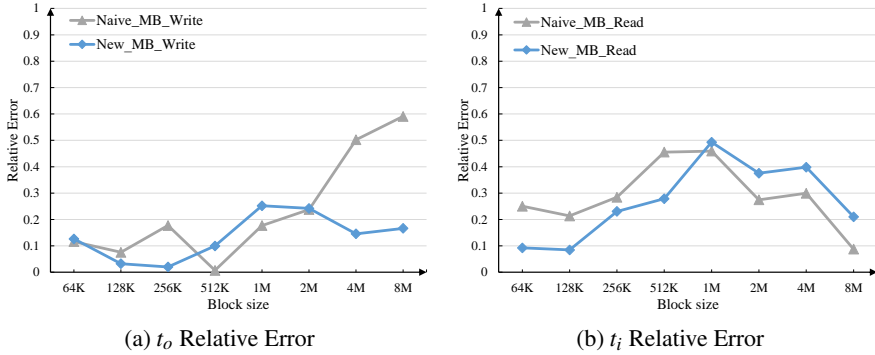 1
0.9
0.8
0.7
0.6
0.5
0.4
0.3
0.2
0.1
0
Relative Error
Naive_MB_Write
New_MB_Write
64K 128K 256K 512K 1M 2M 4M 8M
Block size
(a) t_o Relative Error
1
0.9
0.8
0.7
0.6
0.5
0.4
0.3
0.2
0.1
0
Relative Error
Naive_MB_Read
New_MB_Read
64K 128K 256K 512K 1M 2M 4M 8M
Block size
(b) t_i Relative Error